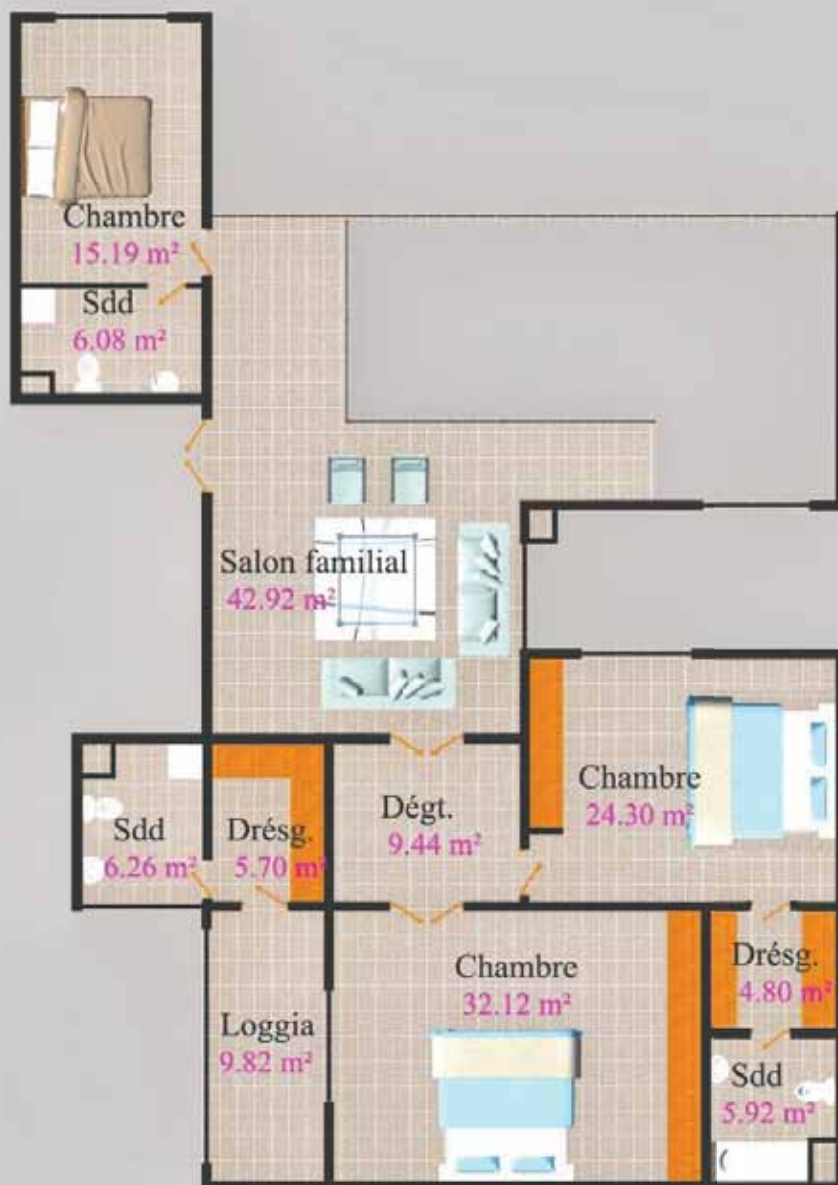 Chambre
15.19 m²
Sdd
6.08 m²
Salon familial
42.92 m²
Chambre
24.30 m²
Dégt.
9.44 m²
Sdd
6.26 m²
Drésg.
5.70 m²
Chambre
32.12 m²
Drésg.
4.80 m²
Loggia
9.82 m²
Sdd
5.92 m²